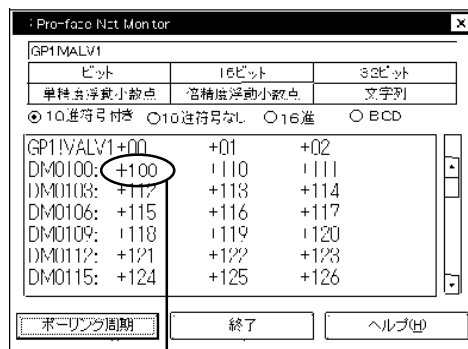 Pro-face Net Monitor
GP1 MALV1
ビット 16ビット 32ビット
単精度浮動小数点 倍精度浮動小数点 文字列
10進符号付き 10進符号なし 16進 BCD
GP1!VALV1+00 +01 +02
DM0100: +100 +110 +111
DM0103: +112 +113 +114
DM0106: +115 +116 +117
DM0109: +118 +119 +120
DM0112: +121 +122 +123
DM0115: +124 +125 +126
ポーリング周期 終了 ヘルプ(H)